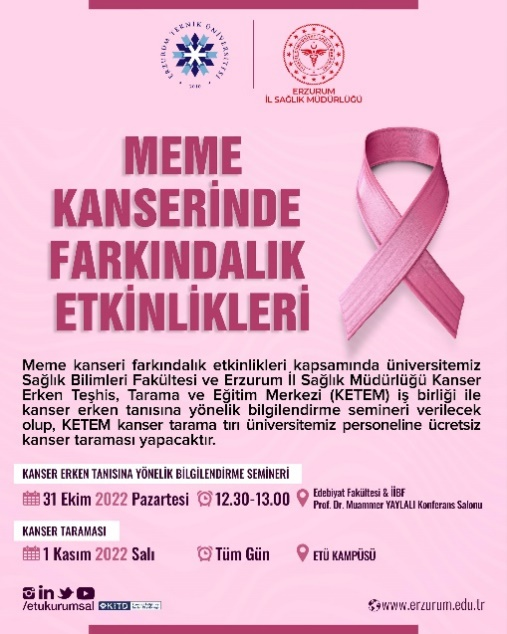 ERZURUM TEKNİK ÜNİVERSİTESİ
2010
ERZURUM
İL SAĞLIK MÜDÜRLÜĞÜ
MEME
KANSERİNDE
FARKINDALIK
ETKİNLİKLERİ
Meme kanseri farkındalık etkinlikleri kapsamında üniversitemiz
Sağlık Bilimleri Fakültesi ve Erzurum İl Sağlık Müdürlüğü Kanser
Erken Teşhis, Tarama ve Eğitim Merkezi (KETEM) iş birliği ile
kanser erken tanısına yönelik bilgilendirme semineri verilecek
olup, KETEM kanser tarama tırı üniversitemiz personeline ücretsiz
kanser taraması yapacaktır.
KANSER ERKEN TANISINA YÖNELİK BİLGİLENDİRME SEMİNERİ
31 Ekim 2022 Pazartesi 12.30-13.00 Edebiyat Fakültesi & İİBF
Prof. Dr. Muammer YAYLALI Konferans Salonu
KANSER TARAMASI
1 Kasım 2022 Salı Tüm Gün ETÜ KAMPÜSÜ
/etukurumsal KİTD
www.erzurum.edu.tr